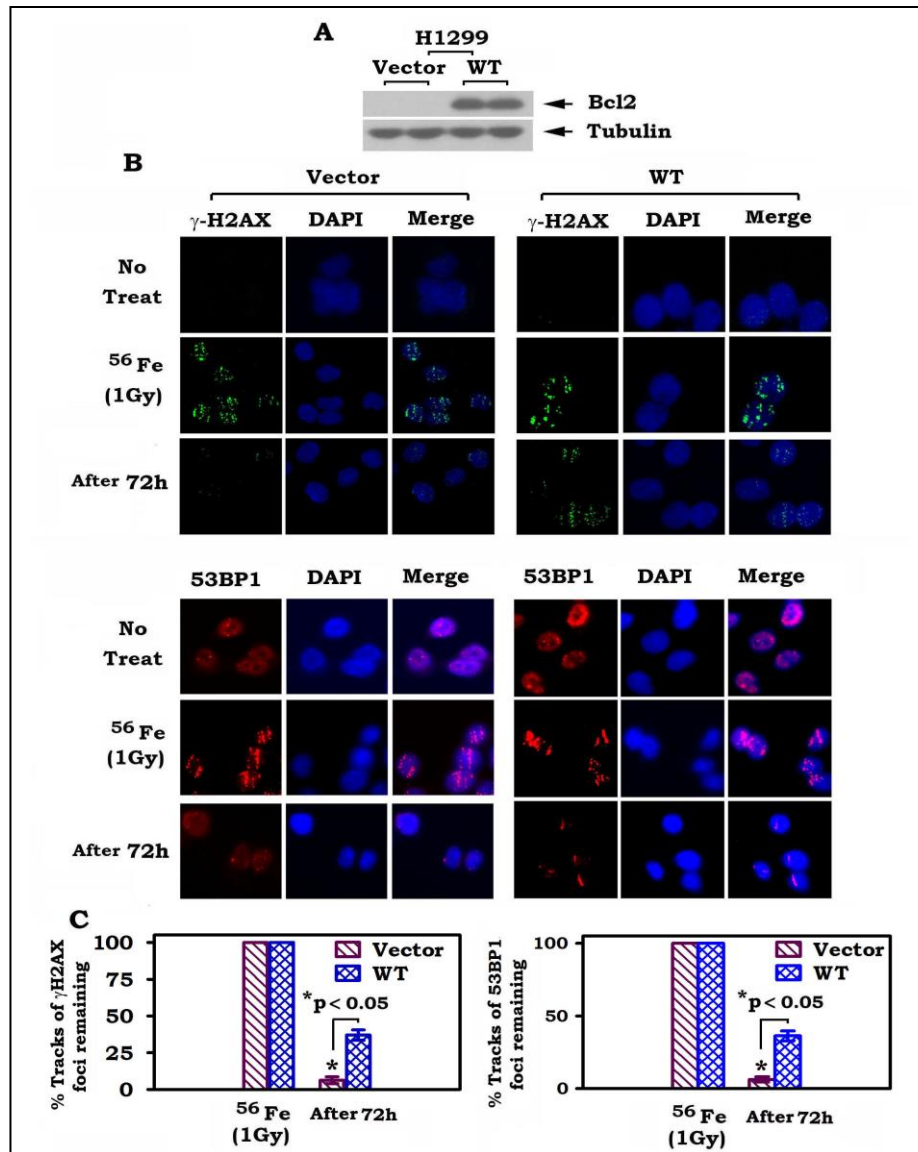 A
H1299
Vector WT
Bcl2
Tubulin
B
Vector WT
γ-H2AX DAPI Merge γ-H2AX DAPI Merge
No
Treat
56 Fe
(1Gy)
After 72h
53BP1 DAPI Merge 53BP1 DAPI Merge
No
Treat
56 Fe
(1Gy)
After 72h
C
% Tracks of γH2AX
foci remaining
100
75
50
25
0
Vector
WT
*p < 0.05
*
56 Fe
(1Gy)
After 72h
% Tracks of 53BP1
foci remaining
100
50
0
Vector
WT
*p < 0.05
*
56 Fe
(1Gy)
After 72h